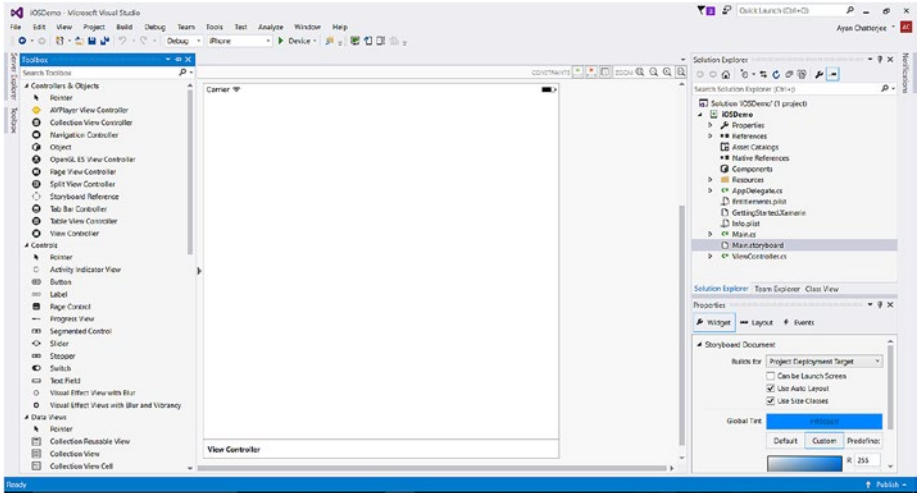 iOSDemo - Microsoft Visual Studio
Quick Launch (Ctrl+Q)
File Edit View Project Build Debug Team Tools Test Analyze Window Help
Ayan Chatterjee
AC
Debug iPhone Device
Server Explorer
Toolbox
Notifications
Toolbox
Search Toolbox
Controllers & Objects
Pointer
AVPlayer View Controller
Collection View Controller
Navigation Controller
Object
OpenGL ES View Controller
Page View Controller
Split View Controller
Storyboard Reference
Tab Bar Controller
Table View Controller
View Controller
Controls
Pointer
Activity Indicator View
Button
Label
Page Control
Progress View
Segmented Control
Slider
Stepper
Switch
Text Field
Visual Effect View with Blur
Visual Effect Views with Blur and Vibrancy
Data Views
Pointer
Collection Reusable View
Collection View
Collection View Cell
CONSTRAINTS
ZOOM
Carrier
View Controller
Solution Explorer
Search Solution Explorer (Ctrl+;)
Solution 'iOSDemo' (1 project)
iOSDemo
Properties
References
Asset Catalogs
Native References
Components
Resources
AppDelegate.cs
Entitlements.plist
GettingStarted.Xamarin
Info.plist
Main.cs
Main.storyboard
ViewController.cs
Solution Explorer Team Explorer Class View
Properties
Widget Layout Events
Storyboard Document
Builds for Project Deployment Target
Can be Launch Screen
Use Auto Layout
Use Size Classes
Global Tint
Default Custom Predefine
R 255
Ready
Publish